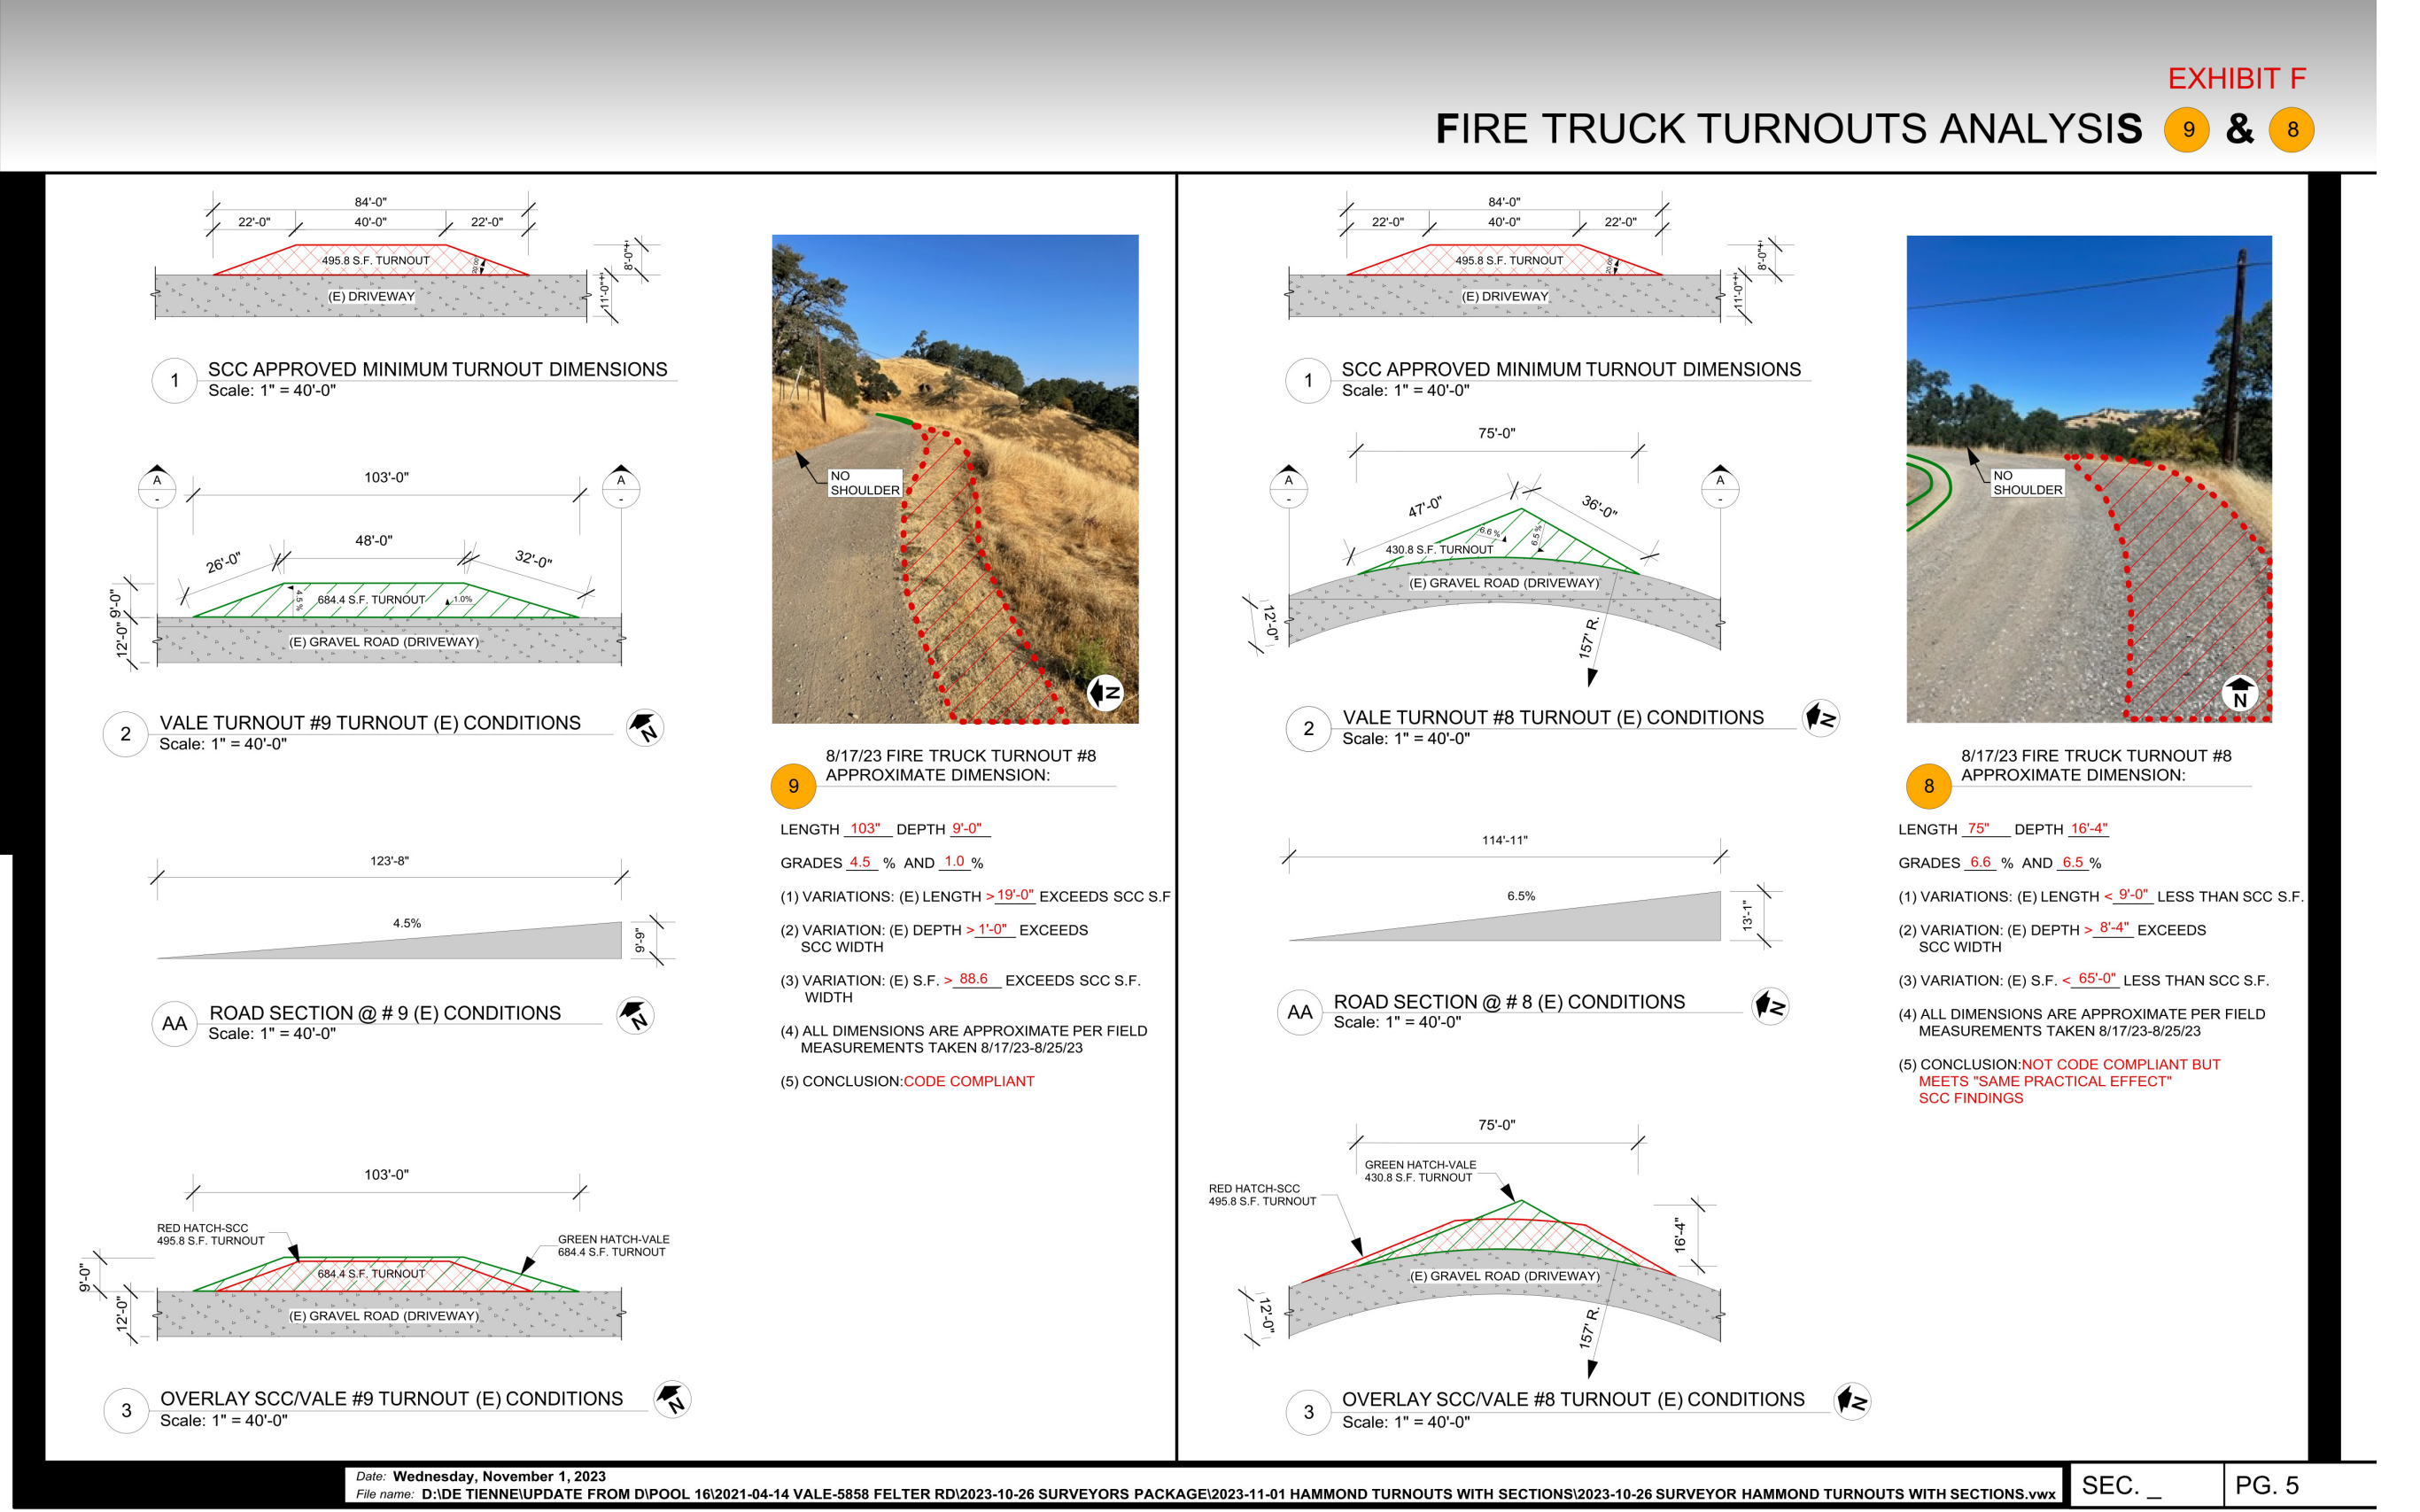 EXHIBIT F
FIRE TRUCK TURNOUTS ANALYSIS 9 & 8
84'-0"
22'-0" 40'-0" 22'-0"
495.8 S.F. TURNOUT
8'-0"±
(E) DRIVEWAY
11'-0"±
1 SCC APPROVED MINIMUM TURNOUT DIMENSIONS
Scale: 1" = 40'-0"
A A
- -
103'-0"
48'-0"
26'-0" 32'-0"
4.5 %
684.4 S.F. TURNOUT
1.0%
9'-0"
12'-0"
(E) GRAVEL ROAD (DRIVEWAY)
2 VALE TURNOUT #9 TURNOUT (E) CONDITIONS
Scale: 1" = 40'-0"
N
123'-8"
4.5%
9'-9"
AA ROAD SECTION @ # 9 (E) CONDITIONS
Scale: 1" = 40'-0"
N
103'-0"
RED HATCH-SCC
495.8 S.F. TURNOUT
GREEN HATCH-VALE
684.4 S.F. TURNOUT
684.4 S.F. TURNOUT
9'-0"
12'-0"
(E) GRAVEL ROAD (DRIVEWAY)
3 OVERLAY SCC/VALE #9 TURNOUT (E) CONDITIONS
Scale: 1" = 40'-0"
N
NO
SHOULDER
N
9
8/17/23 FIRE TRUCK TURNOUT #8
APPROXIMATE DIMENSION:
LENGTH 103" DEPTH 9'-0"
GRADES 4.5 % AND 1.0 %
(1) VARIATIONS: (E) LENGTH > 19'-0" EXCEEDS SCC S.F
(2) VARIATION: (E) DEPTH > 1'-0" EXCEEDS
SCC WIDTH
(3) VARIATION: (E) S.F. > 88.6 EXCEEDS SCC S.F.
WIDTH
(4) ALL DIMENSIONS ARE APPROXIMATE PER FIELD
MEASUREMENTS TAKEN 8/17/23-8/25/23
(5) CONCLUSION:CODE COMPLIANT
84'-0"
22'-0" 40'-0" 22'-0"
495.8 S.F. TURNOUT
8'-0"±
(E) DRIVEWAY
11'-0"±
1 SCC APPROVED MINIMUM TURNOUT DIMENSIONS
Scale: 1" = 40'-0"
75'-0"
A A
- -
47'-0" 36'-0"
6.6 %
6.5 %
430.8 S.F. TURNOUT
(E) GRAVEL ROAD (DRIVEWAY)
12'-0"
157' R.
2 VALE TURNOUT #8 TURNOUT (E) CONDITIONS
Scale: 1" = 40'-0"
N
114'-11"
6.5%
13'-1"
AA ROAD SECTION @ # 8 (E) CONDITIONS
Scale: 1" = 40'-0"
N
75'-0"
GREEN HATCH-VALE
430.8 S.F. TURNOUT
RED HATCH-SCC
495.8 S.F. TURNOUT
16'-4"
(E) GRAVEL ROAD (DRIVEWAY)
12'-0"
157' R.
3 OVERLAY SCC/VALE #8 TURNOUT (E) CONDITIONS
Scale: 1" = 40'-0"
N
NO
SHOULDER
N
8
8/17/23 FIRE TRUCK TURNOUT #8
APPROXIMATE DIMENSION:
LENGTH 75" DEPTH 16'-4"
GRADES 6.6 % AND 6.5 %
(1) VARIATIONS: (E) LENGTH < 9'-0" LESS THAN SCC S.F.
(2) VARIATION: (E) DEPTH > 8'-4" EXCEEDS
SCC WIDTH
(3) VARIATION: (E) S.F. < 65'-0" LESS THAN SCC S.F.
(4) ALL DIMENSIONS ARE APPROXIMATE PER FIELD
MEASUREMENTS TAKEN 8/17/23-8/25/23
(5) CONCLUSION:NOT CODE COMPLIANT BUT
MEETS "SAME PRACTICAL EFFECT"
SCC FINDINGS
Date: Wednesday, November 1, 2023
File name: D:\DE TIENNE\UPDATE FROM D\POOL 16\2021-04-14 VALE-5858 FELTER RD\2023-10-26 SURVEYORS PACKAGE\2023-11-01 HAMMOND TURNOUTS WITH SECTIONS\2023-10-26 SURVEYOR HAMMOND TURNOUTS WITH SECTIONS.vwx
SEC. _
PG. 5